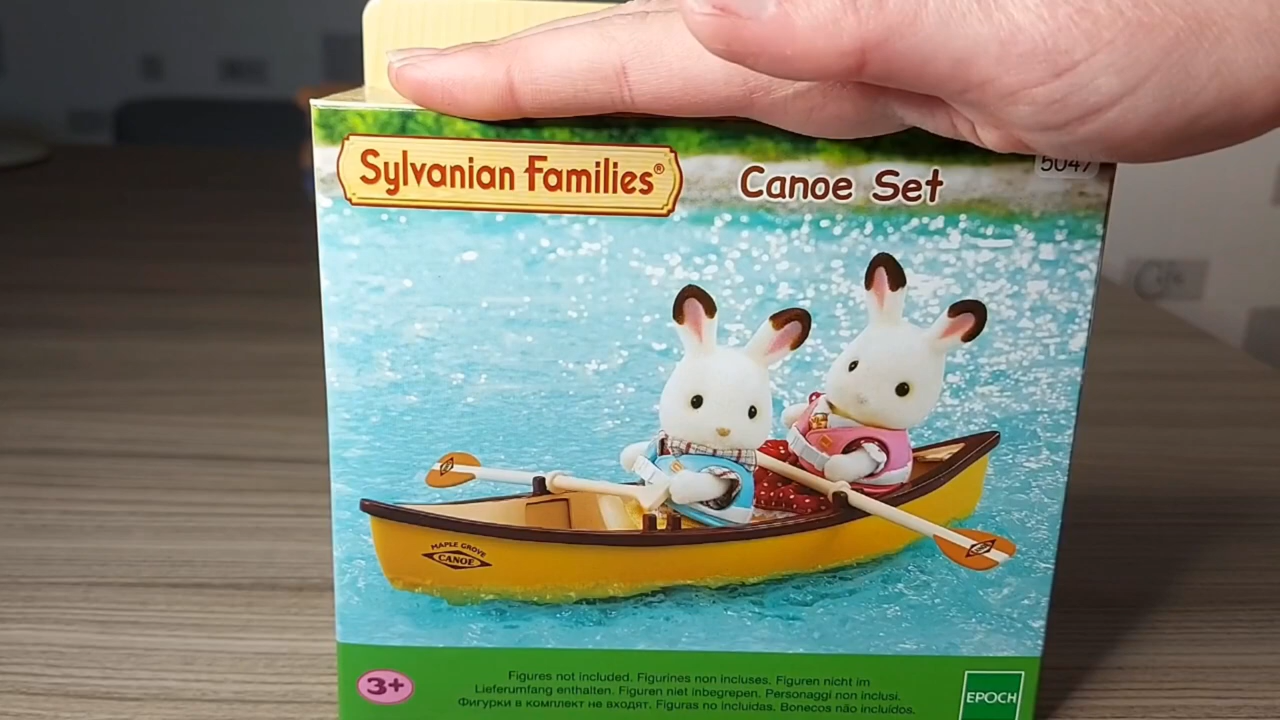 Sylvanian Families®
Canoe Set
5047
MAPLE GROVE
CANOE
3+
Figures not included. Figurines non incluses. Figuren nicht im
Lieferumfang enthalten. Figuren niet inbegrepen. Personaggi non inclusi.
Фигурки в комплект не входят. Figuras no incluidas. Bonecos não incluídos.
EPOCH